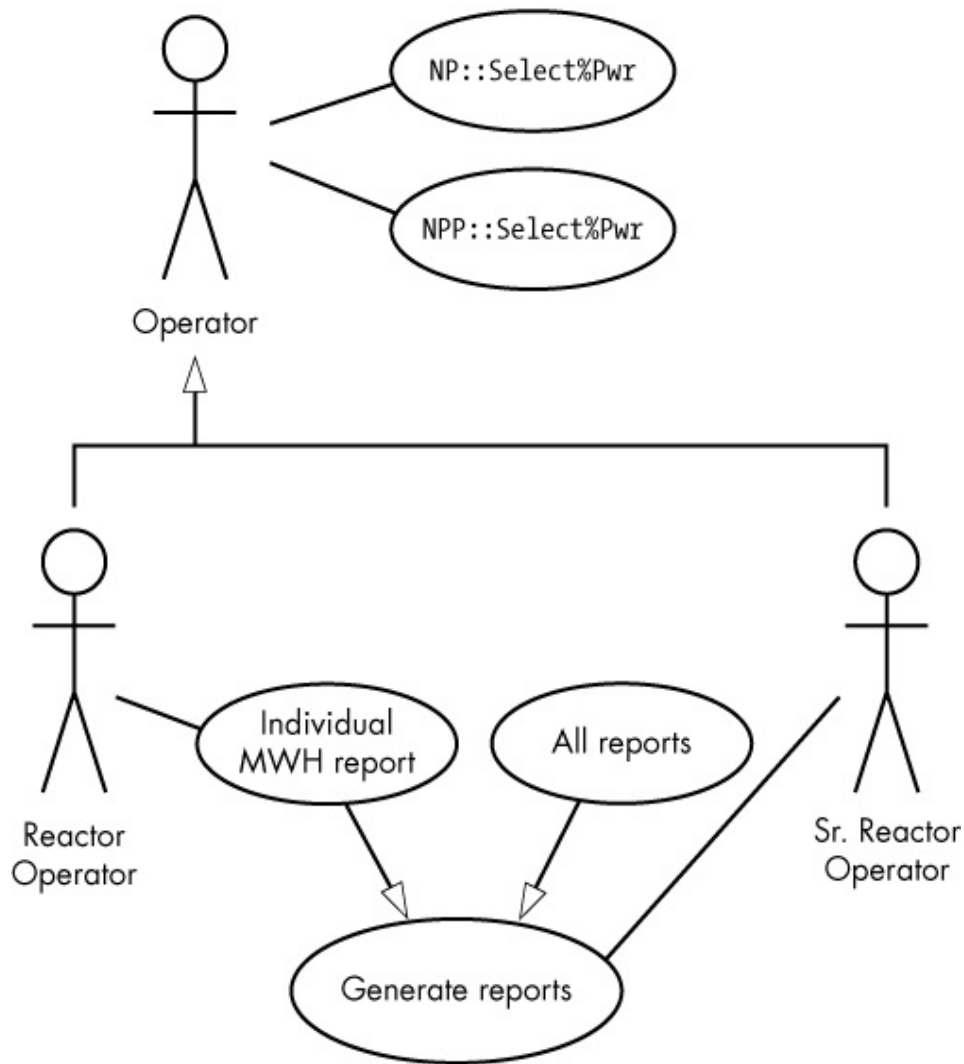 NP::Select%Pwr
NPP::Select%Pwr
Operator
Individual
MWH report
All reports
Reactor
Operator
Sr. Reactor
Operator
Generate reports